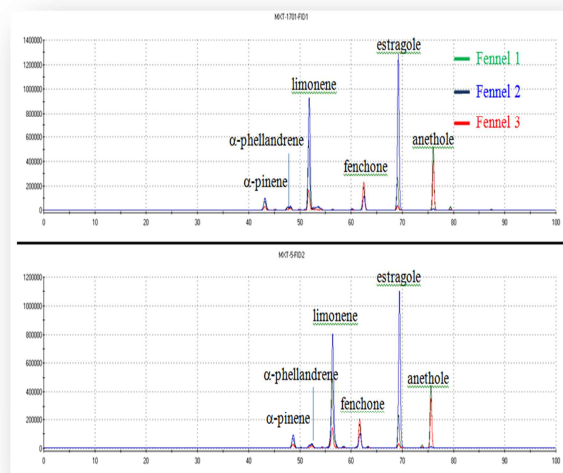 MXT-1701-FID1
1400000
1200000
1000000
800000
600000
400000
200000
0
estragole
limonene
α-phellandrene
α-pinene
fenchone
anethole
Fennel 1
Fennel 2
Fennel 3
0 10 20 30 40 50 60 70 80 90 100
MXT-5-FID2
1200000
1000000
800000
600000
400000
200000
0
estragole
limonene
α-phellandrene
α-pinene
fenchone
anethole
0 10 20 30 40 50 60 70 80 90 100